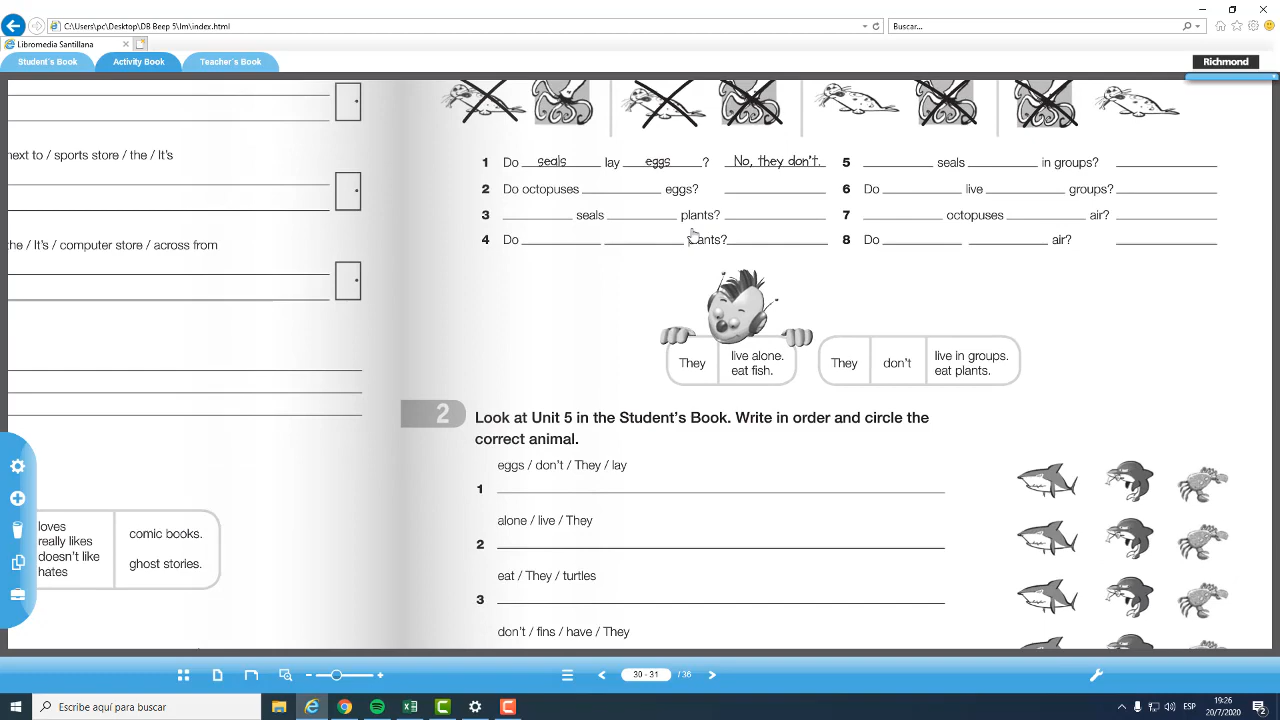 C:\Users\pc\Desktop\DB Beep 5\lm\index.html
Buscar...
Libromedia Santillana
Student's Book
Activity Book
Teacher's Book
Richmond
next to / sports store / the / It's
the / It's / computer store / across from
loves
really likes
doesn't like
hates
comic books.
ghost stories.
1 Do seals lay eggs ? No, they don't.
2 Do octopuses eggs?
3 seals plants?
4 Do plants?
5 seals in groups?
6 Do live groups?
7 octopuses air?
8 Do air?
They
live alone.
eat fish.
They
don't
live in groups.
eat plants.
2 Look at Unit 5 in the Student's Book. Write in order and circle the
correct animal.
eggs / don't / They / lay
1
alone / live / They
2
eat / They / turtles
3
don't / fins / have / They
30 - 31 / 36
Escribe aquí para buscar
ESP
19:26
20/7/2020
2